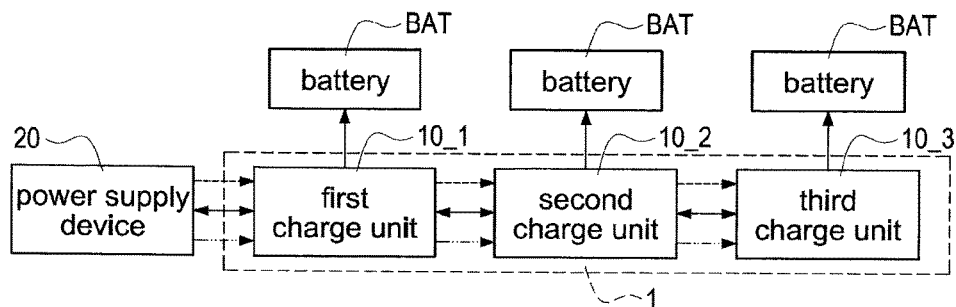 BAT
BAT
BAT
battery
battery
battery
20
10_1
10_2
10_3
power supply
device
first
charge unit
second
charge unit
third
charge unit
1